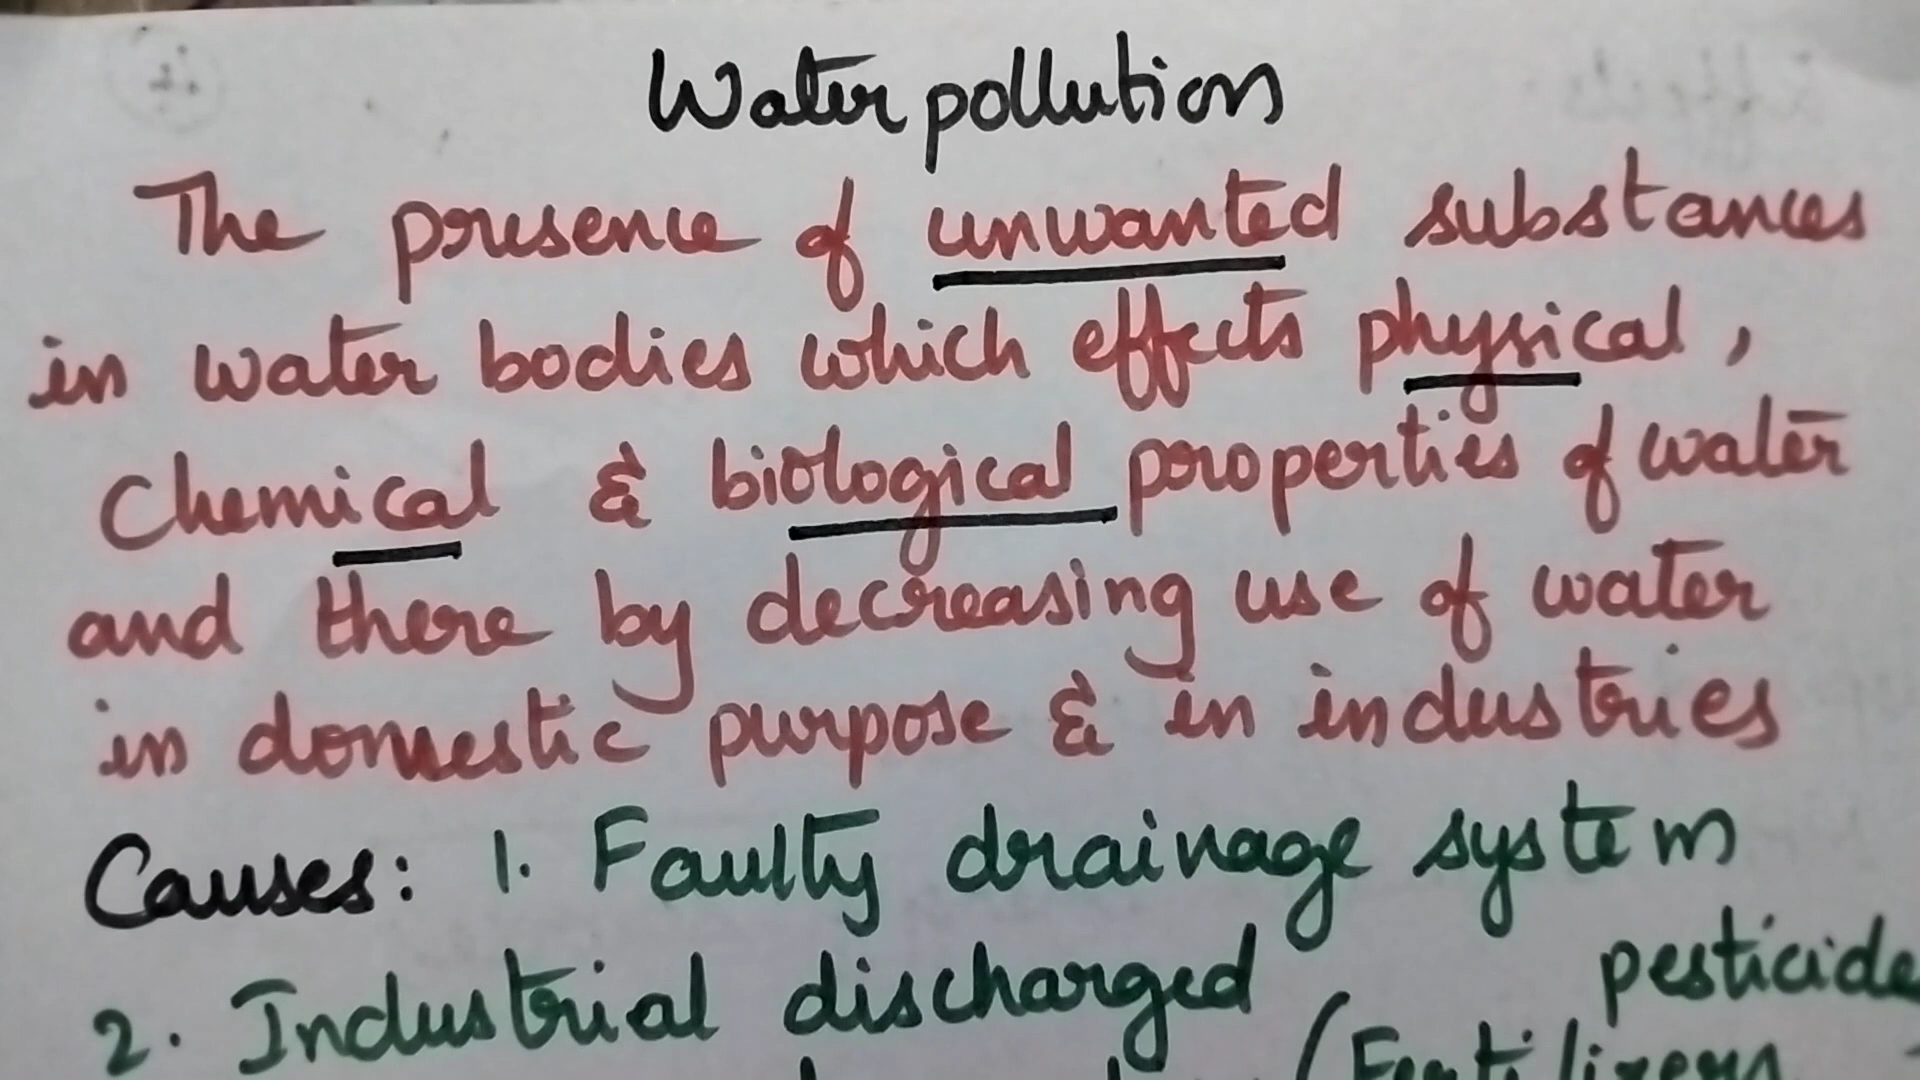 Water pollution
The presence of unwanted substances
in water bodies which effects physical,
Chemical & biological properties of water
and there by decreasing use of water
in domestic purpose & in industries
Causes: 1. Faulty drainage system
2. Industrial discharged pesticide
(Fertilizers